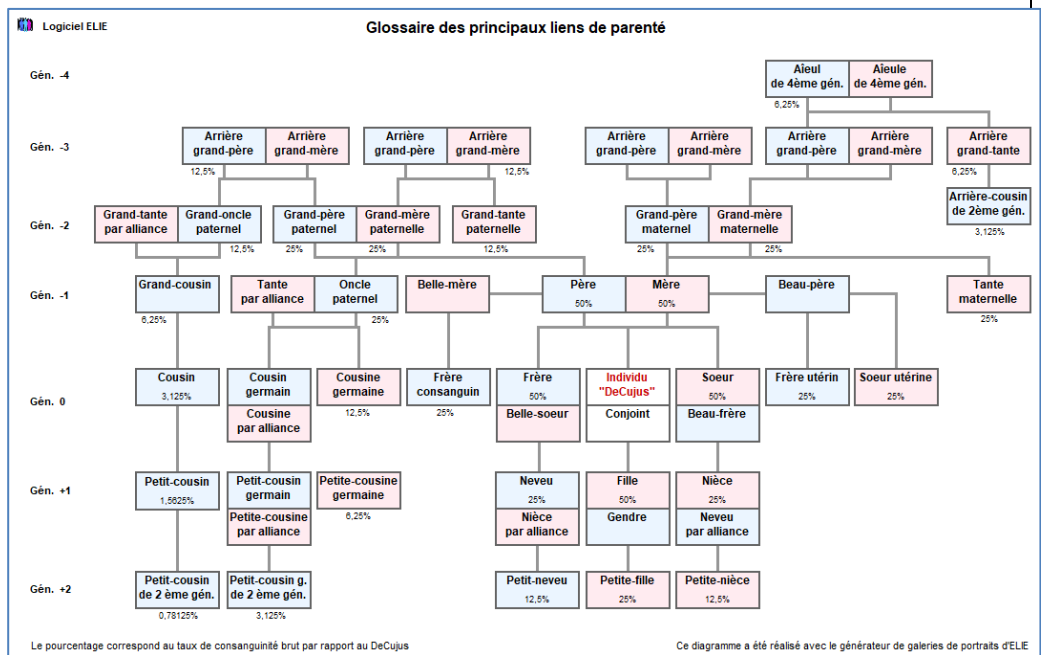 Logiciel ELIE
Glossaire des principaux liens de parenté
Gén. -4
Aïeul
de 4ème gén.
Aïeule
de 4ème gén.
6,25%
Gén. -3
Arrière
grand-père
Arrière
grand-mère
Arrière
grand-père
Arrière
grand-mère
Arrière
grand-père
Arrière
grand-mère
Arrière
grand-père
Arrière
grand-mère
Arrière
grand-tante
12,5%
12,5%
6,25%
Arrière-cousin
de 2ème gén.
3,125%
Gén. -2
Grand-tante
par alliance
Grand-oncle
paternel
Grand-père
paternel
Grand-mère
paternelle
Grand-tante
paternelle
Grand-père
maternel
Grand-mère
maternelle
12,5%
25%
25%
12,5%
25%
25%
Gén. -1
Grand-cousin
Tante
par alliance
Oncle
paternel
Belle-mère
Père
50%
Mère
50%
Beau-père
Tante
maternelle
6,25%
25%
25%
Gén. 0
Cousin
3,125%
Cousin
germain
Cousine
par alliance
Cousine
germaine
12,5%
Frère
consanguin
25%
Frère
50%
Belle-soeur
Individu
"DeCujus"
Conjoint
Soeur
50%
Beau-frère
Frère utérin
25%
Soeur utérine
25%
Gén. +1
Petit-cousin
1,5625%
Petit-cousin
germain
Petite-cousine
par alliance
Petite-cousine
germaine
6,25%
Neveu
25%
Nièce
par alliance
Fille
50%
Gendre
Nièce
25%
Neveu
par alliance
Gén. +2
Petit-cousin
de 2 ème gén.
0,78125%
Petit-cousin g.
de 2 ème gén.
3,125%
Petit-neveu
12,5%
Petite-fille
25%
Petite-nièce
12,5%
Le pourcentage correspond au taux de consanguinité brut par rapport au DeCujus
Ce diagramme a été réalisé avec le générateur de galeries de portraits d'ELIE